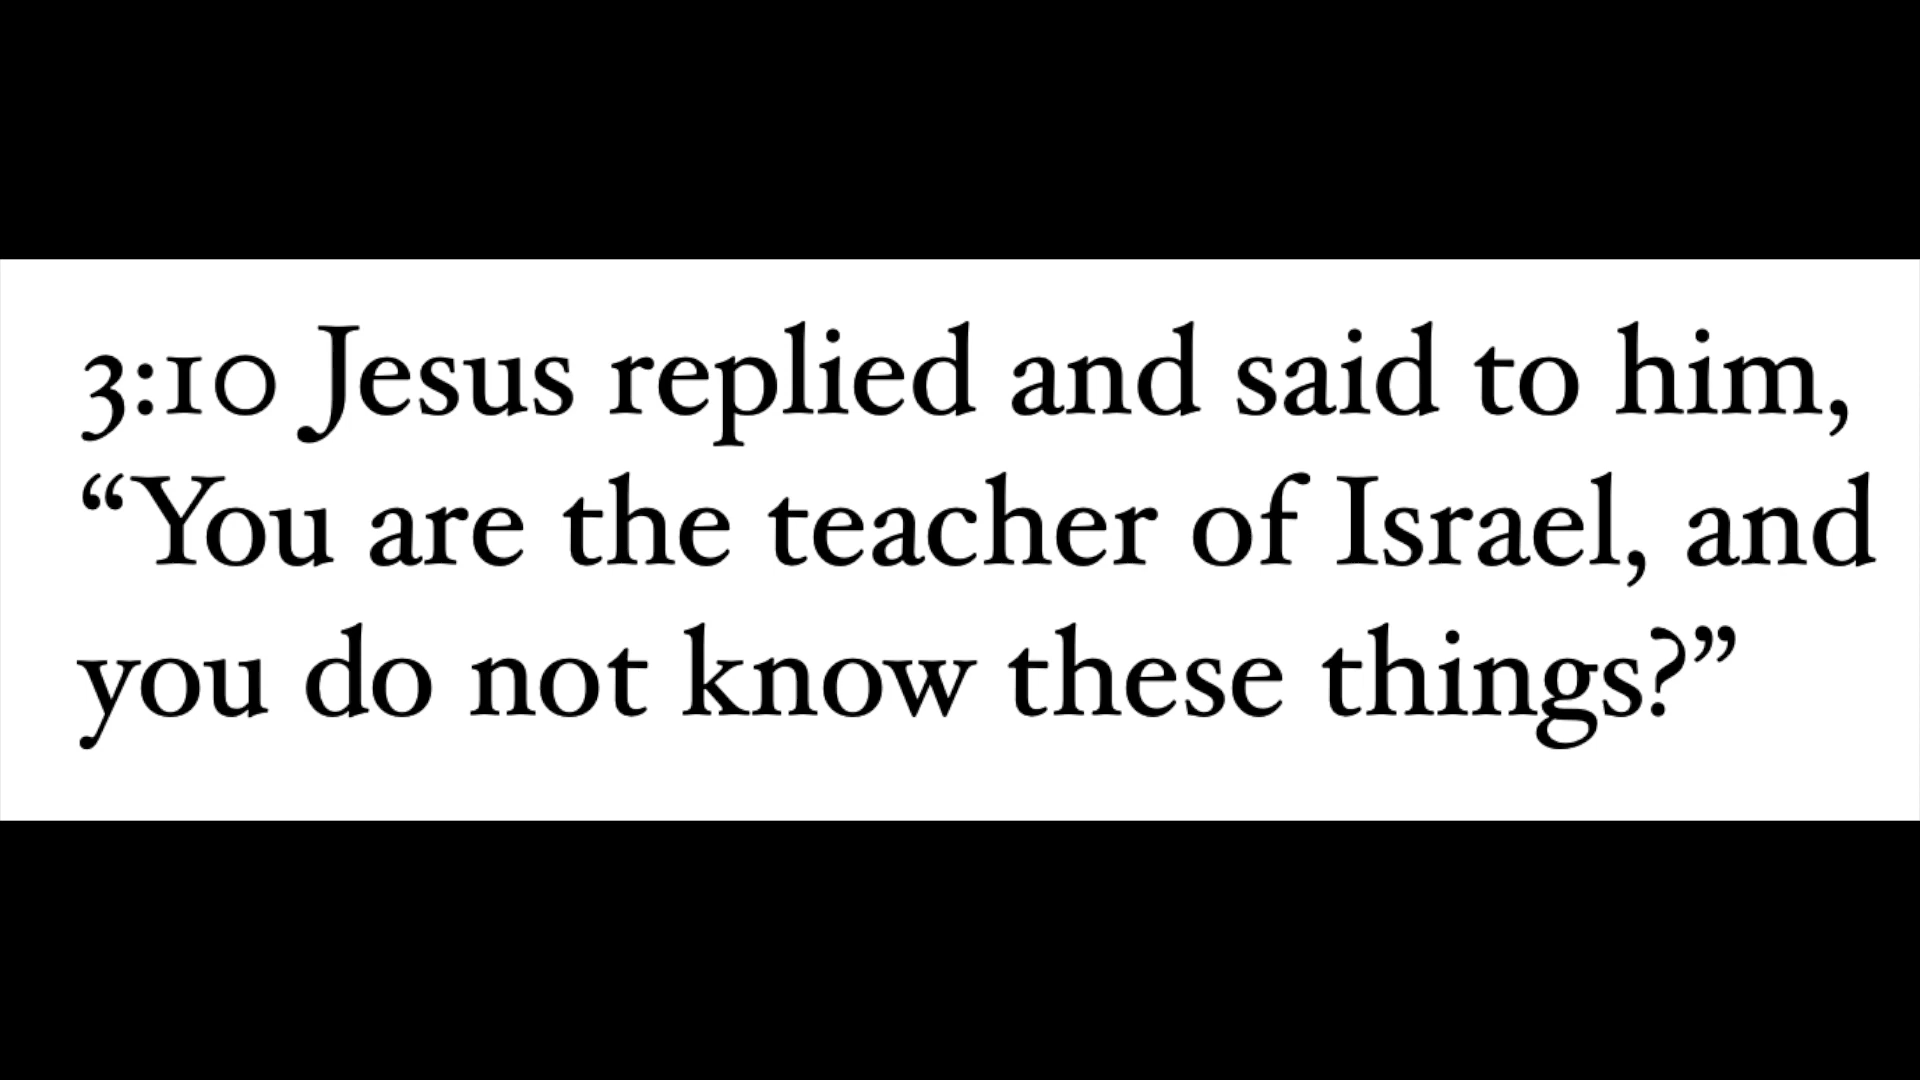 3:10 Jesus replied and said to him,
“You are the teacher of Israel, and
you do not know these things?”